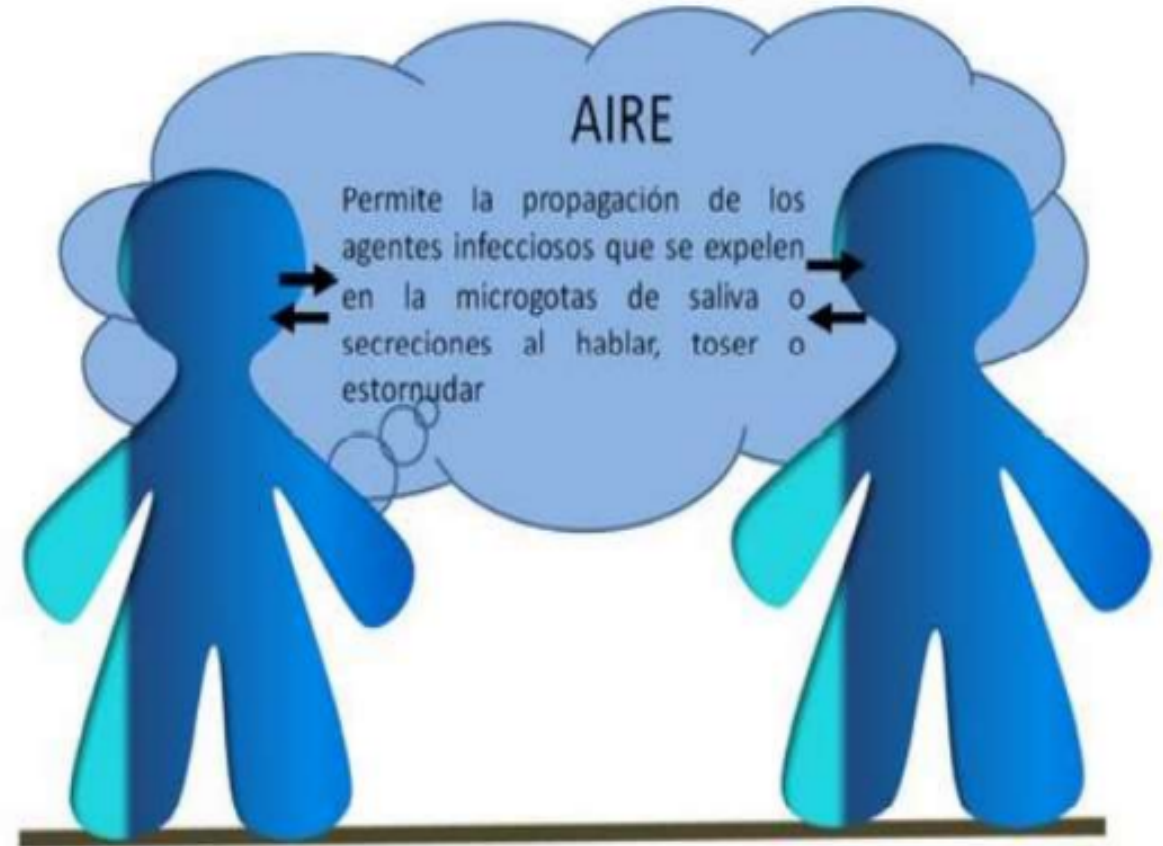 AIRE
Permite la propagación de los
agentes infecciosos que se expelen
en la microgotas de saliva o
secreciones al hablar, toser o
estornudar